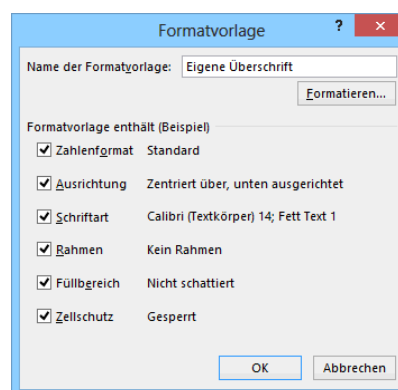 Formatvorlage ? ×
Name der Formatvorlage: Eigene Überschrift
Formatieren...
Formatvorlage enthält (Beispiel)
Zahlenformat Standard
Ausrichtung Zentriert über, unten ausgerichtet
Schriftart Calibri (Textkörper) 14; Fett Text 1
Rahmen Kein Rahmen
Füllbereich Nicht schattiert
Zellschutz Gesperrt
OK Abbrechen